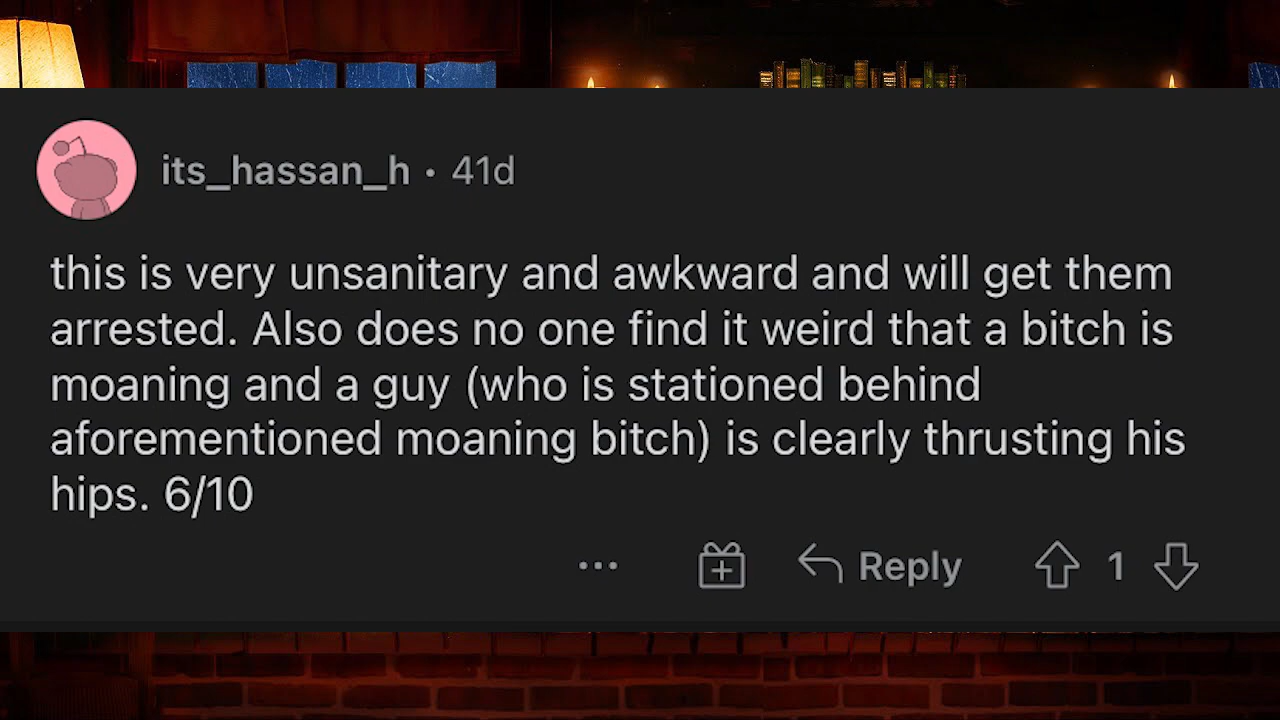 its_hassan_h • 41d
this is very unsanitary and awkward and will get them
arrested. Also does no one find it weird that a bitch is
moaning and a guy (who is stationed behind
aforementioned moaning bitch) is clearly thrusting his
hips. 6/10
... Reply 1